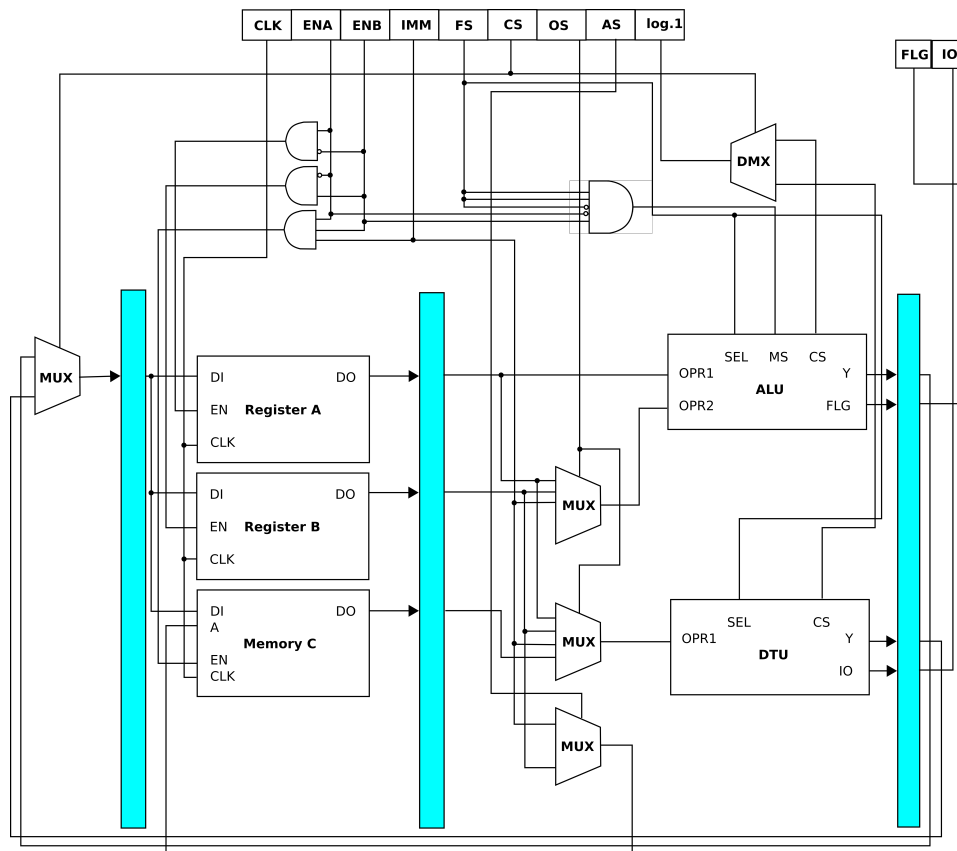 CLK ENA ENB IMM FS CS OS AS log.1
FLG IO
DMX
SEL MS CS
OPR1 Y
ALU
OPR2 FLG
MUX
DI DO
EN Register A
CLK
DI DO
EN Register B
CLK
MUX
DI DO
A
Memory C
EN
CLK
MUX
SEL CS
OPR1 Y
DTU
IO
MUX